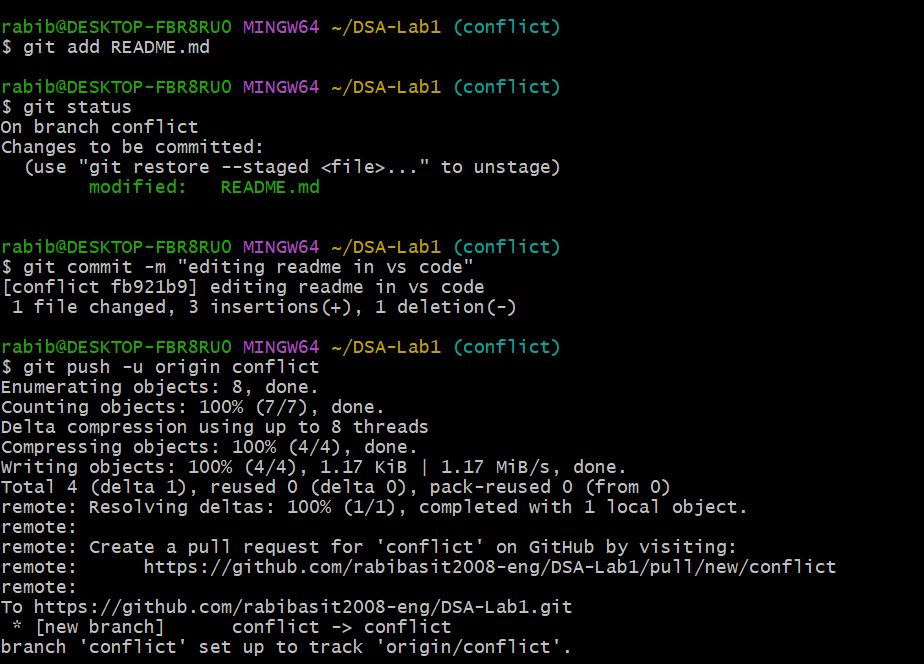 rabib@DESKTOP-FBR8RU0 MINGW64 ~/DSA-Lab1 (conflict)
$ git add README.md
rabib@DESKTOP-FBR8RU0 MINGW64 ~/DSA-Lab1 (conflict)
$ git status
On branch conflict
Changes to be committed:
  (use "git restore --staged <file>..." to unstage)
        modified:   README.md
rabib@DESKTOP-FBR8RU0 MINGW64 ~/DSA-Lab1 (conflict)
$ git commit -m "editing readme in vs code"
[conflict fb921b9] editing readme in vs code
 1 file changed, 3 insertions(+), 1 deletion(-)
rabib@DESKTOP-FBR8RU0 MINGW64 ~/DSA-Lab1 (conflict)
$ git push -u origin conflict
Enumerating objects: 8, done.
Counting objects: 100% (7/7), done.
Delta compression using up to 8 threads
Compressing objects: 100% (4/4), done.
Writing objects: 100% (4/4), 1.17 KiB | 1.17 MiB/s, done.
Total 4 (delta 1), reused 0 (delta 0), pack-reused 0 (from 0)
remote: Resolving deltas: 100% (1/1), completed with 1 local object.
remote:
remote: Create a pull request for 'conflict' on GitHub by visiting:
remote:      https://github.com/rabibasit2008-eng/DSA-Lab1/pull/new/conflict
remote:
To https://github.com/rabibasit2008-eng/DSA-Lab1.git
 * [new branch]      conflict -> conflict
branch 'conflict' set up to track 'origin/conflict'.